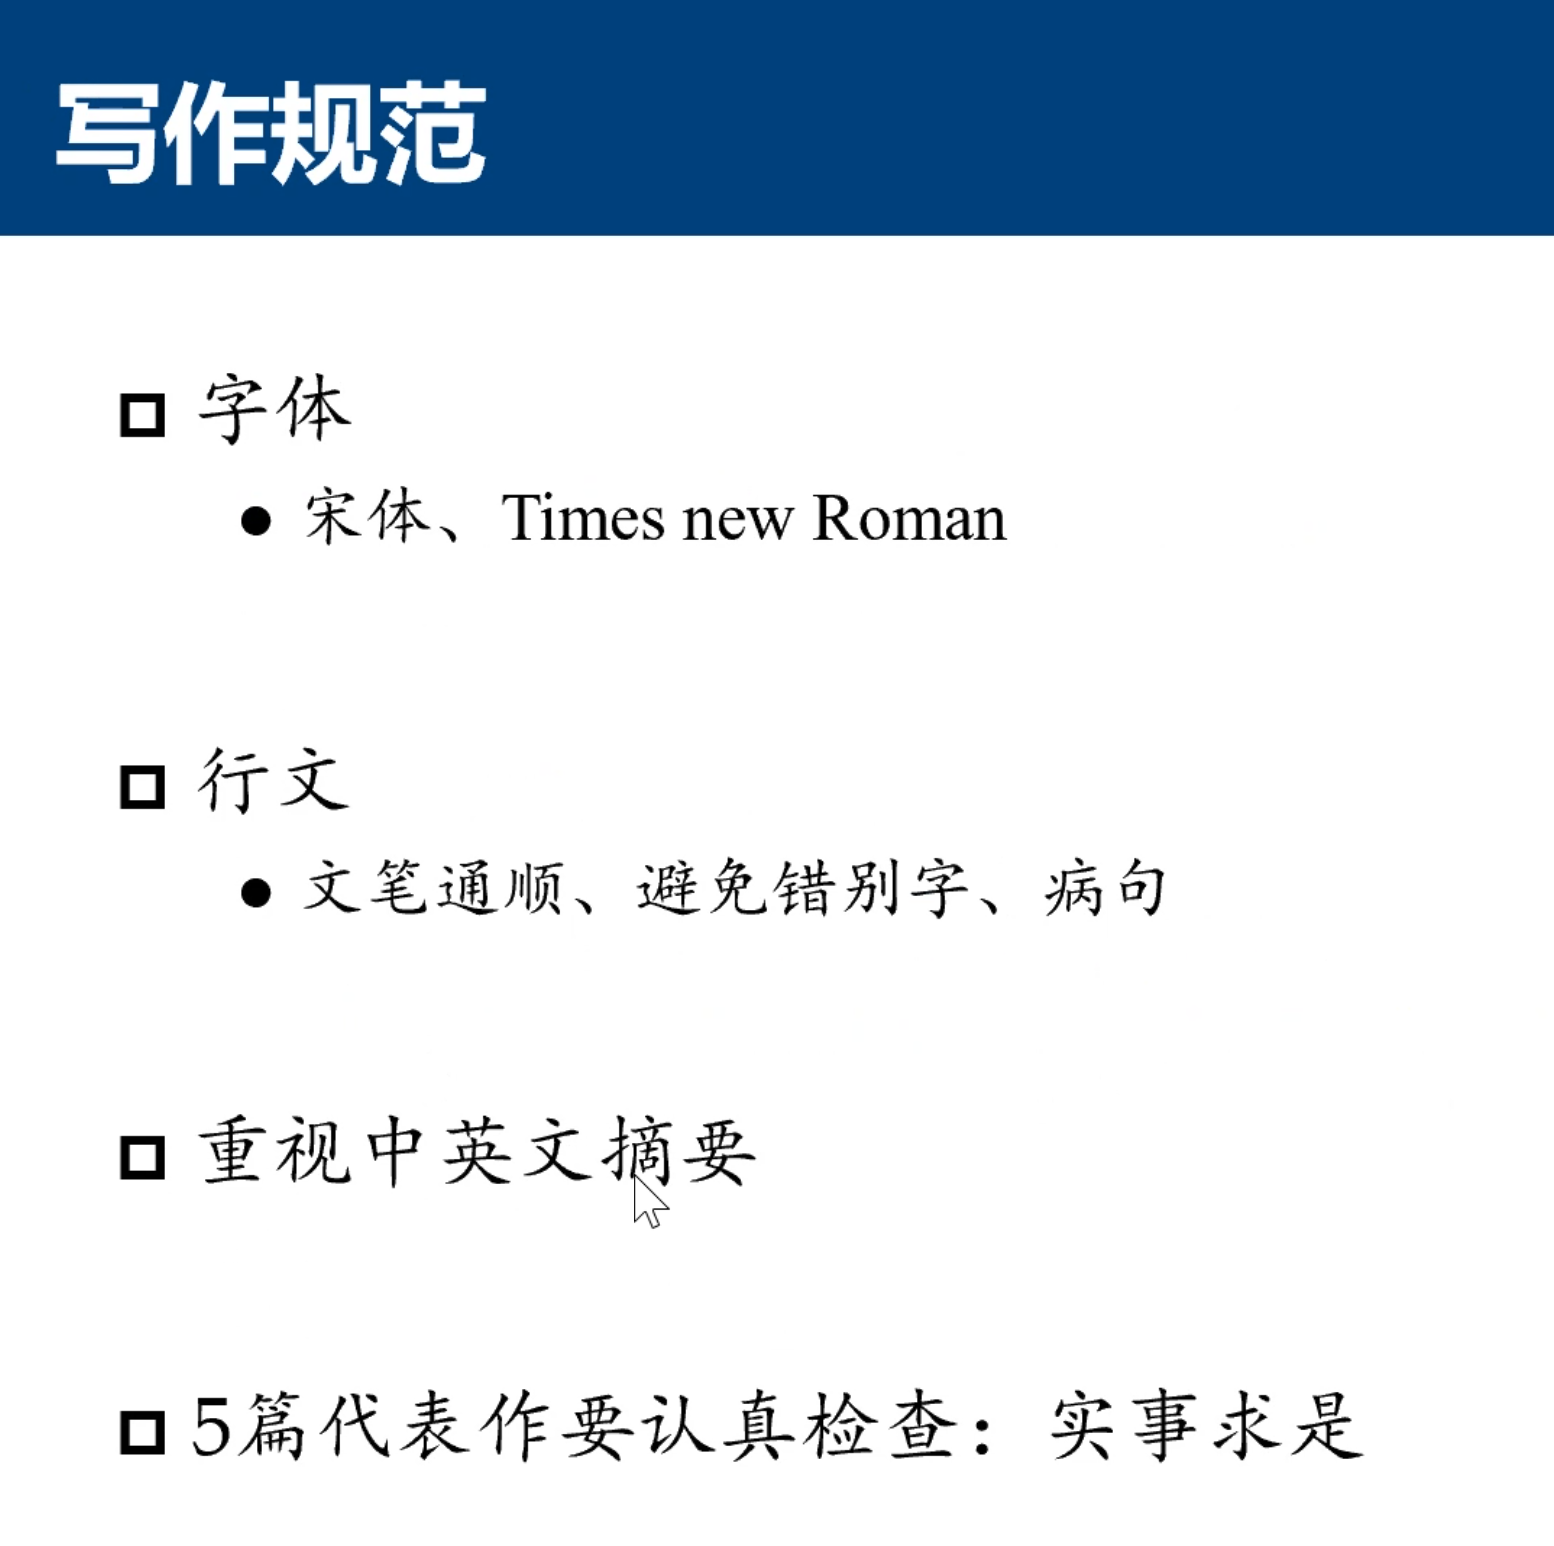 写作规范
字体
宋体、Times new Roman
行文
文笔通顺、避免错别字、病句
重视中英文摘要
5篇代表作要认真检查：实事求是